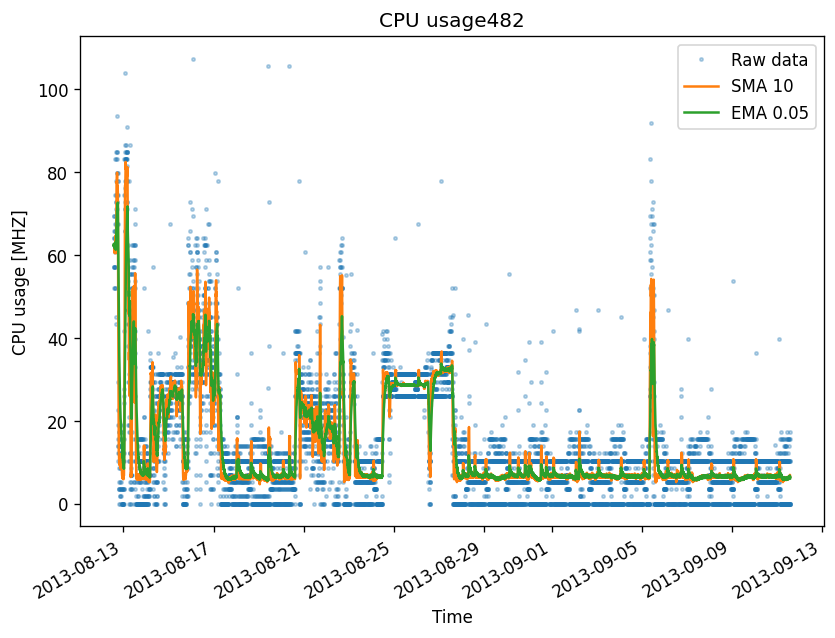 CPU usage482
Raw data
SMA 10
EMA 0.05
CPU usage [MHZ]
100
80
60
40
20
0
2013-08-13
2013-08-17
2013-08-21
2013-08-25
2013-08-29
2013-09-01
2013-09-05
2013-09-09
2013-09-13
Time